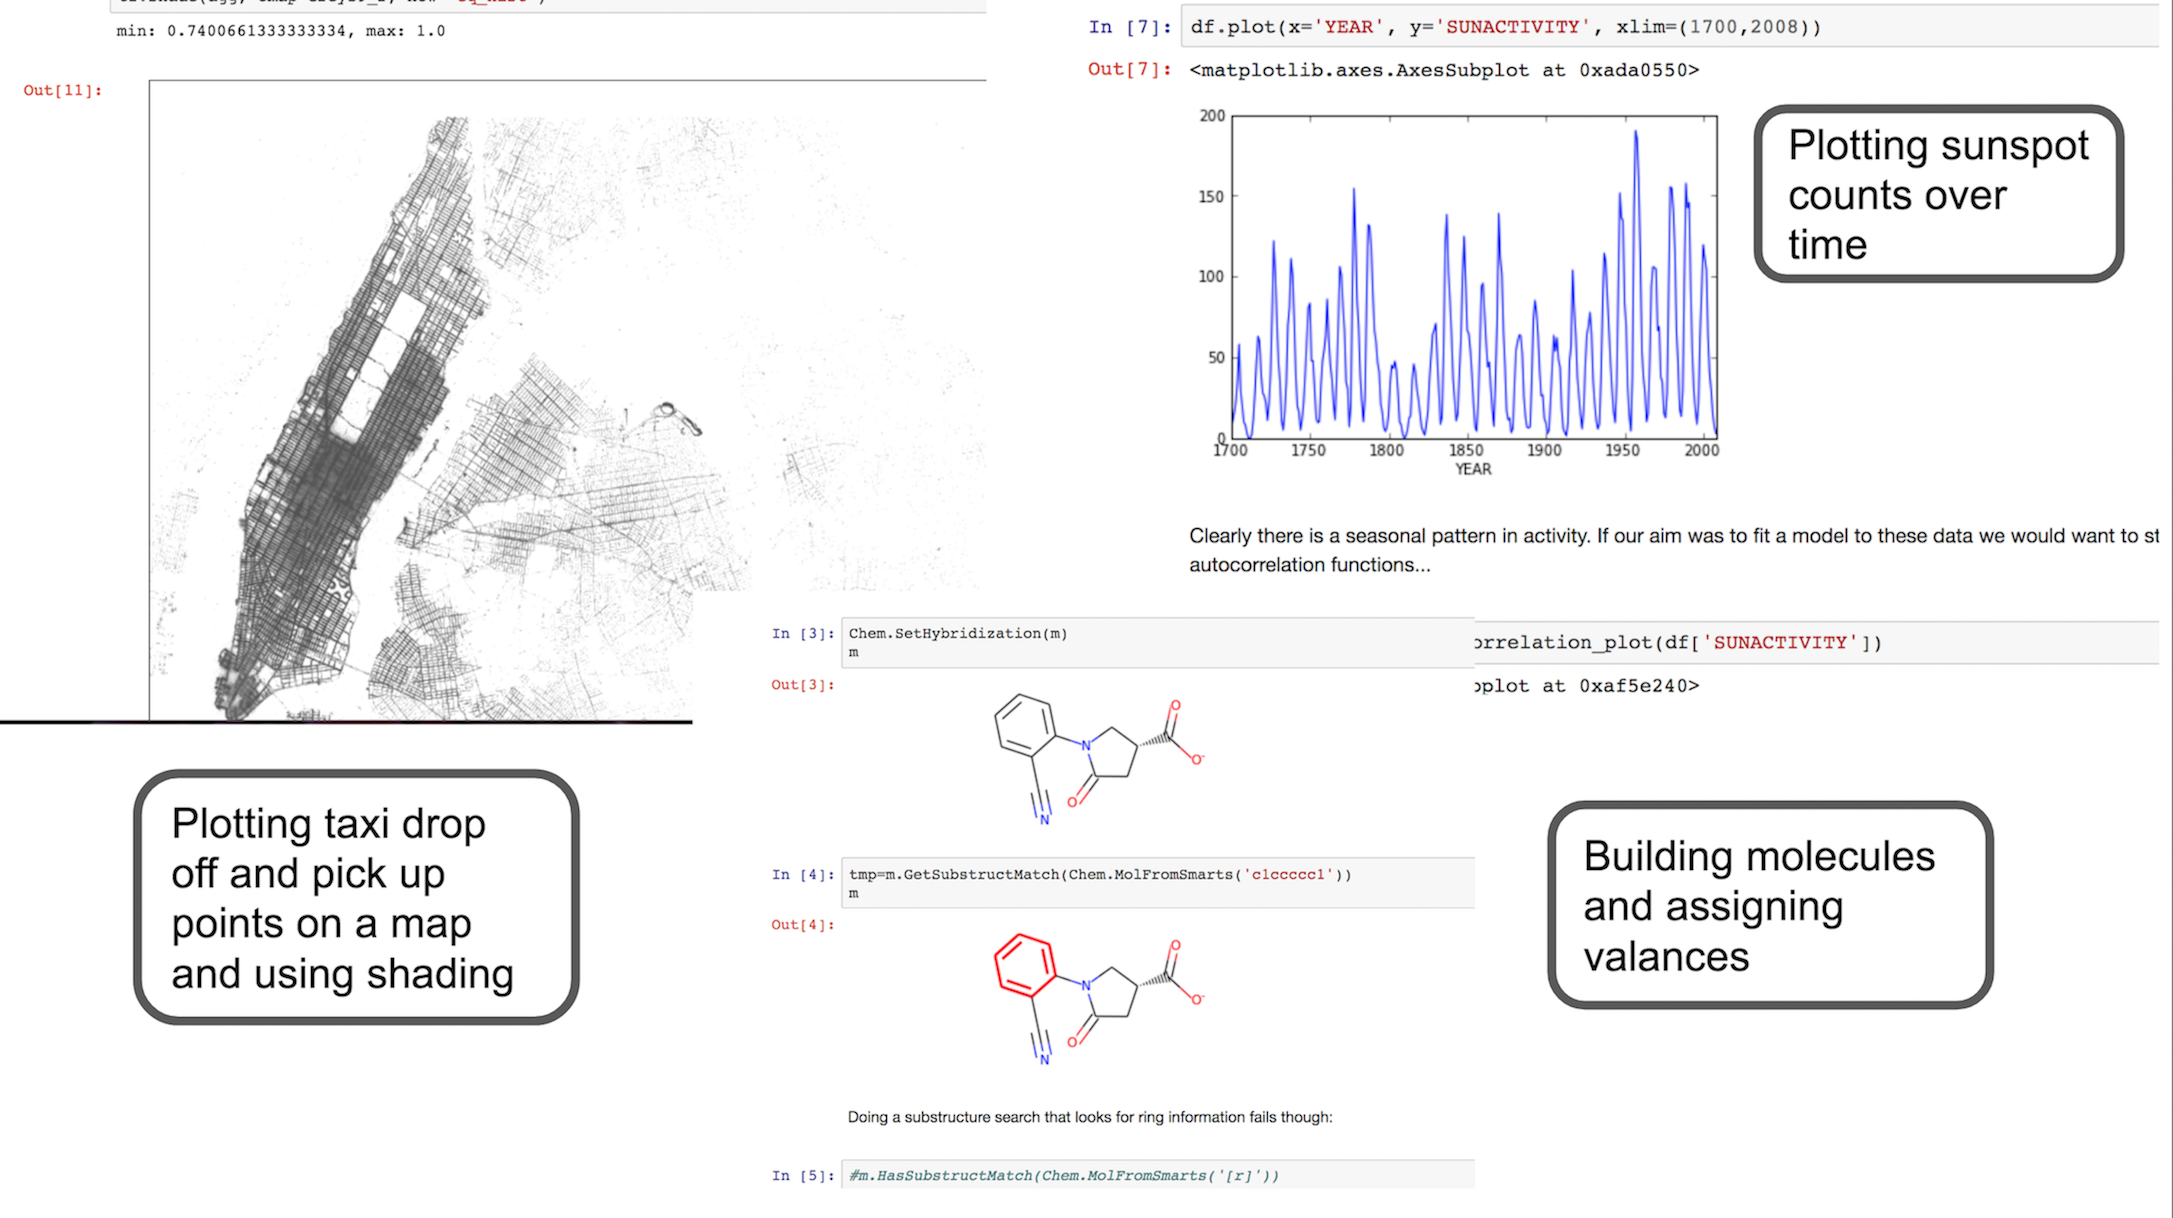 min: 0.7400661333333334, max: 1.0
Out[11]:
In [7]: df.plot(x='YEAR', y='SUNACTIVITY', xlim=(1700,2008))
Out[7]: <matplotlib.axes.AxesSubplot at 0xada0550>
200
150
100
50
0
1700 1750 1800 1850 1900 1950 2000
YEAR
Plotting sunspot
counts over
time
Clearly there is a seasonal pattern in activity. If our aim was to fit a model to these data we would want to st
autocorrelation functions...
orrelation_plot(df['SUNACTIVITY'])
plot at 0xaf5e240>
In [3]: Chem.SetHybridization(m)
m
Out[3]:
O
N
O-
O
N
In [4]: tmp=m.GetSubstructMatch(Chem.MolFromSmarts('c1ccccc1'))
m
Out[4]:
O
N
O-
O
N
Doing a substructure search that looks for ring information fails though:
In [5]: #m.HasSubstructMatch(Chem.MolFromSmarts('[r]'))
Plotting taxi drop
off and pick up
points on a map
and using shading
Building molecules
and assigning
valances